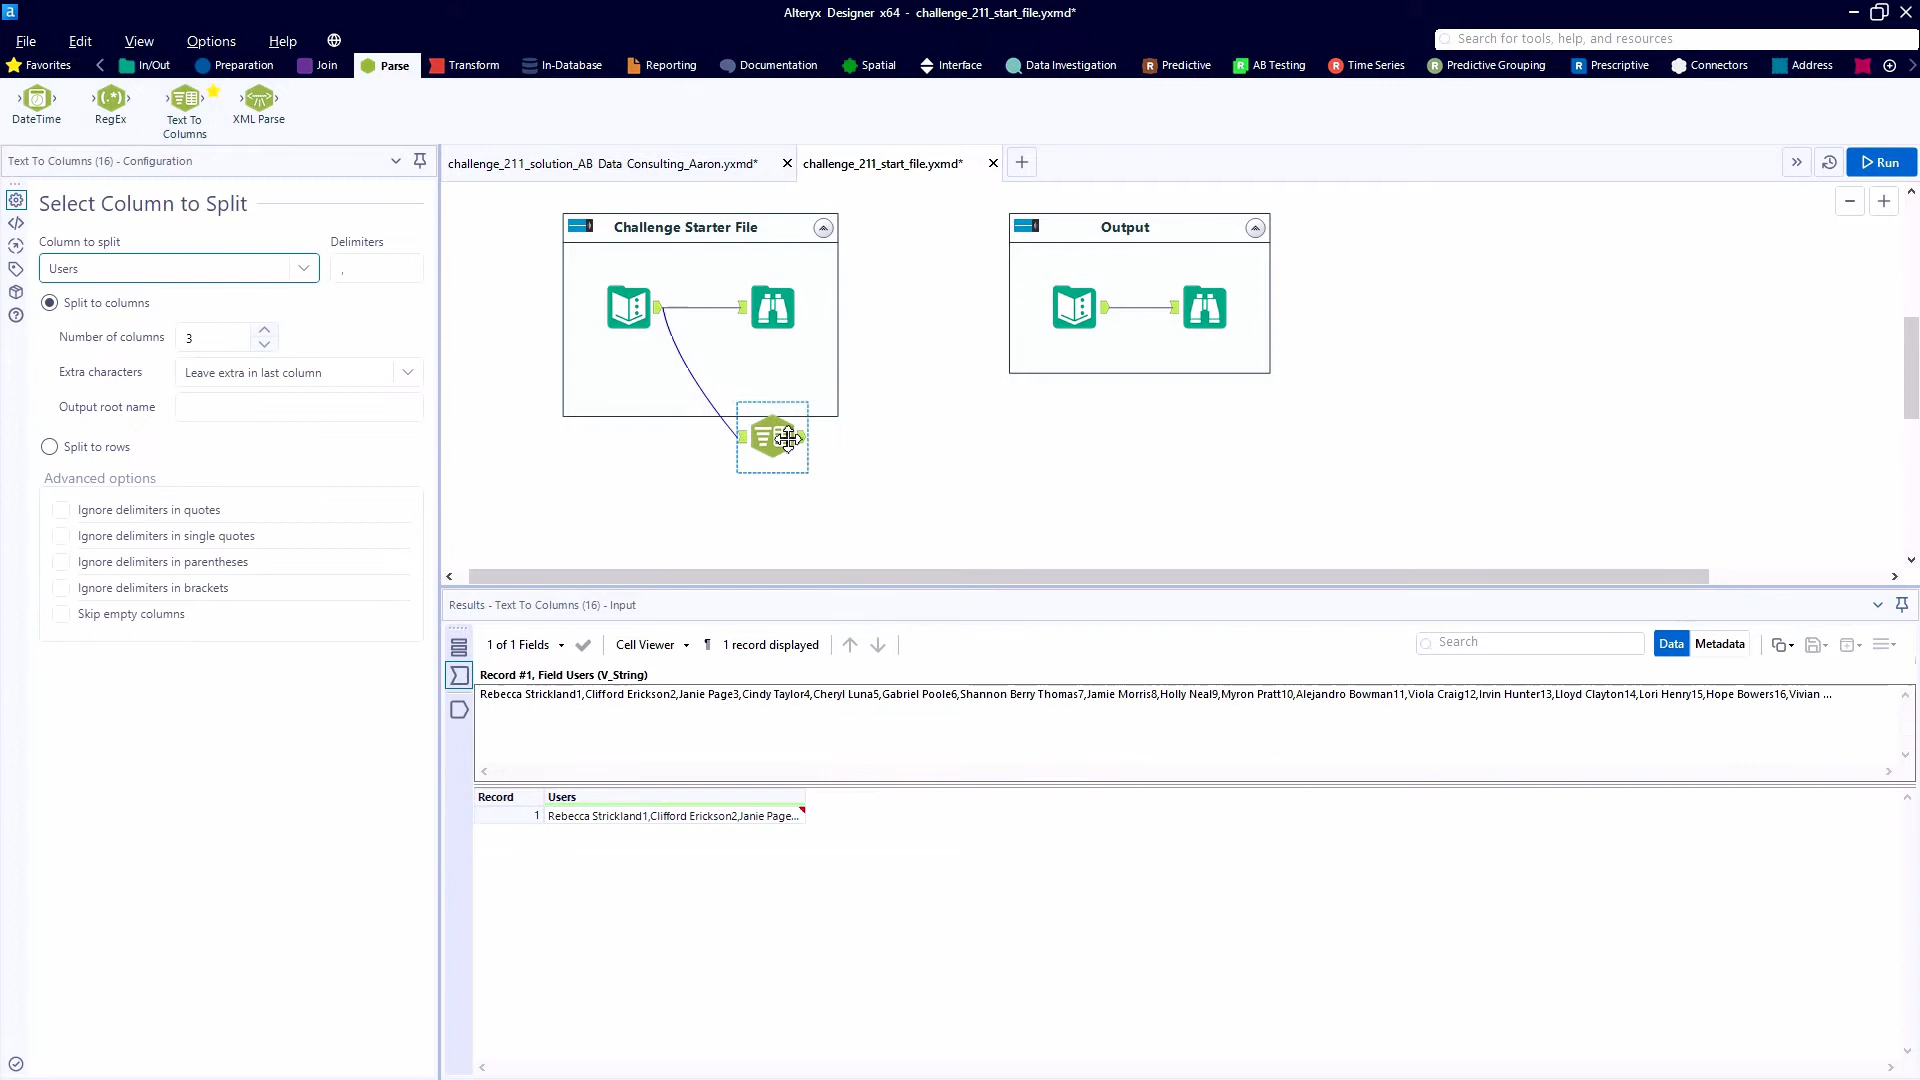 Alteryx Designer x64 - challenge_211_start_file.yxmd*
File Edit View Options Help
Search for tools, help, and resources
Favorites In/Out Preparation Join Parse Transform In-Database Reporting Documentation Spatial Interface Data Investigation Predictive AB Testing Time Series Predictive Grouping Prescriptive Connectors Address
DateTime RegEx Text To Columns XML Parse
Text To Columns (16) - Configuration
challenge_211_solution_AB Data Consulting_Aaron.yxmd* challenge_211_start_file.yxmd* Run
Select Column to Split
Column to split Delimiters
Users ,
Split to columns
Number of columns 3
Extra characters Leave extra in last column
Output root name
Split to rows
Advanced options
Ignore delimiters in quotes
Ignore delimiters in single quotes
Ignore delimiters in parentheses
Ignore delimiters in brackets
Skip empty columns
Challenge Starter File
Output
Results - Text To Columns (16) - Input
1 of 1 Fields Cell Viewer 1 record displayed Search Data Metadata
Record #1, Field Users (V_String)
Rebecca Strickland1,Clifford Erickson2,Janie Page3,Cindy Taylor4,Cheryl Luna5,Gabriel Poole6,Shannon Berry Thomas7,Jamie Morris8,Holly Neal9,Myron Pratt10,Alejandro Bowman11,Viola Craig12,Irvin Hunter13,Lloyd Clayton14,Lori Henry15,Hope Bowers16,Vivian ...
Record Users
1 Rebecca Strickland1,Clifford Erickson2,Janie Page...